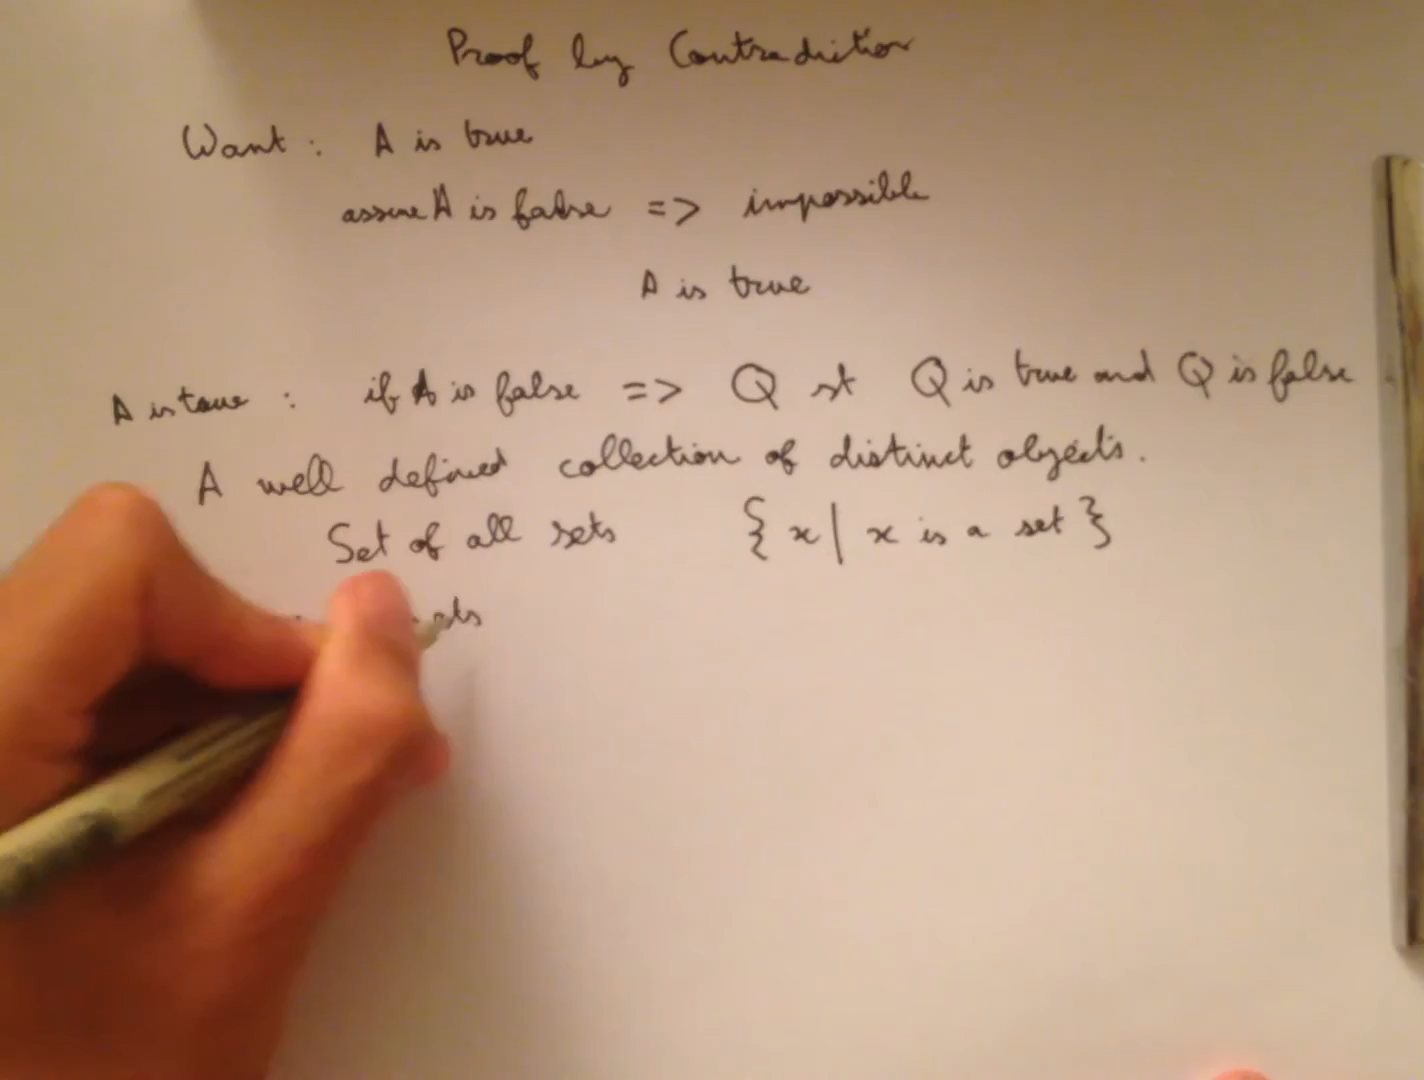 Proof by Contradiction
Want : A is true
assume A is false => impossible
A is true
A is true : if A is false => Q st Q is true and Q is false
A well defined collection of distinct objects.
Set of all sets { x | x is a set }